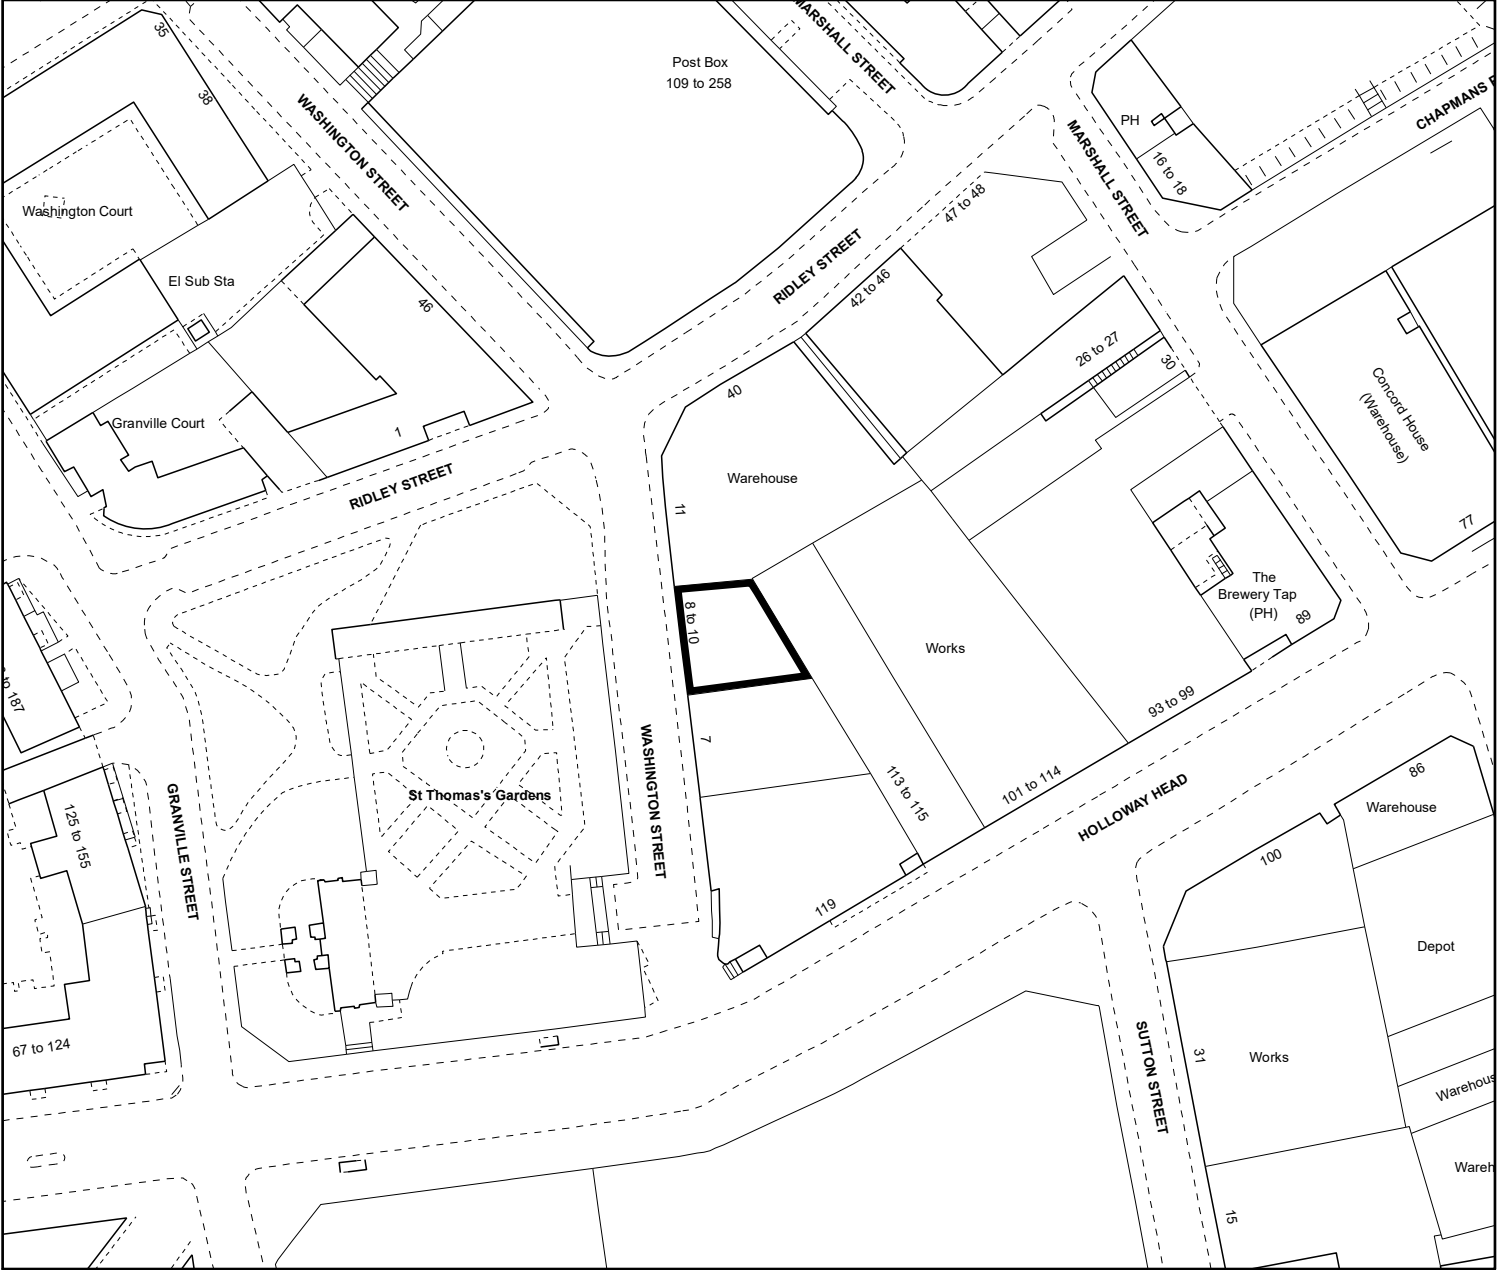 35
38
WASHINGTON STREET
Post Box
109 to 258
MARSHALL STREET
PH
16 to 18
MARSHALL STREET
CHAPMANS
Washington Court
El Sub Sta
46
47 to 48
RIDLEY STREET
42 to 46
26 to 27
30
Concord House
(Warehouse)
77
40
Granville Court
1
RIDLEY STREET
Warehouse
11
8 to 10
Works
The
Brewery Tap
(PH)
89
93 to 99
to 187
WASHINGTON STREET
7
St Thomas's Gardens
113 to 115
101 to 114
HOLLOWAY HEAD
86
Warehouse
100
125 to 155
GRANVILLE STREET
119
Depot
67 to 124
SUTTON STREET
31
Works
Warehous
Wareh
15